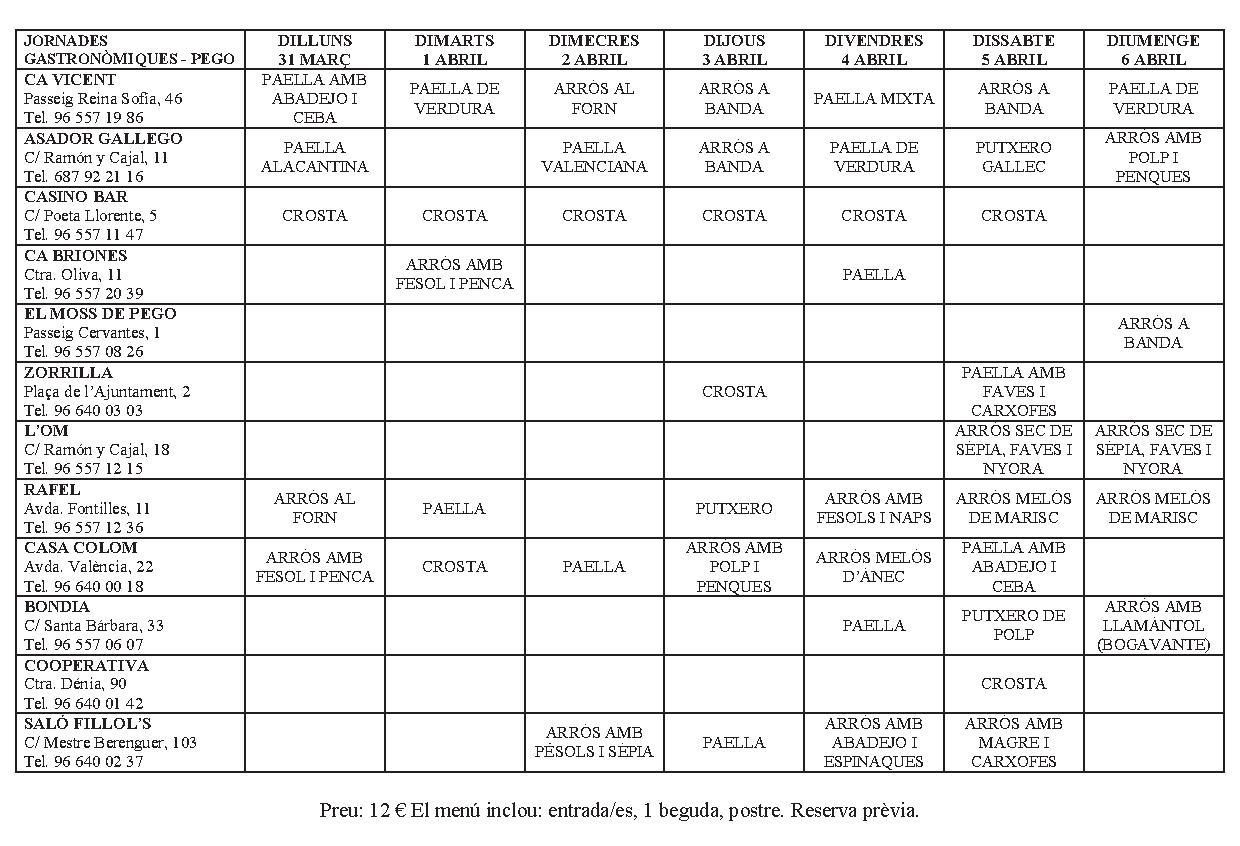 JORNADES
GASTRONÒMIQUES - PEGO
DILLUNS
31 MARÇ
DIMARTS
1 ABRIL
DIMECRES
2 ABRIL
DIJOUS
3 ABRIL
DIVENDRES
4 ABRIL
DISSABTE
5 ABRIL
DIUMENGE
6 ABRIL
CA VICENT
Passeig Reina Sofía, 46
Tel. 96 557 19 86
PAELLA AMB
ABADEJO I
CEBA
PAELLA DE
VERDURA
ARRÒS AL
FORN
ARRÒS A
BANDA
PAELLA MIXTA
ARRÒS A
BANDA
PAELLA DE
VERDURA
ASADOR GALLEGO
C/ Ramón y Cajal, 11
Tel. 687 92 21 16
PAELLA
ALACANTINA
PAELLA
VALENCIANA
ARRÒS A
BANDA
PAELLA DE
VERDURA
PUTXERO
GALLEC
ARRÒS AMB
POLP I
PENQUES
CASINO BAR
C/ Poeta Llorente, 5
Tel. 96 557 11 47
CROSTA
CROSTA
CROSTA
CROSTA
CROSTA
CROSTA
CA BRIONES
Ctra. Oliva, 11
Tel. 96 557 20 39
ARRÒS AMB
FESOL I PENCA
PAELLA
EL MOSS DE PEGO
Passeig Cervantes, 1
Tel. 96 557 08 26
ARRÒS A
BANDA
ZORRILLA
Plaça de l’Ajuntament, 2
Tel. 96 640 03 03
CROSTA
PAELLA AMB
FAVES I
CARXOFES
L’OM
C/ Ramón y Cajal, 18
Tel. 96 557 12 15
ARRÒS SEC DE
SÈPIA, FAVES I
NYORA
ARRÒS SEC DE
SÈPIA, FAVES I
NYORA
RAFEL
Avda. Fontilles, 11
Tel. 96 557 12 36
ARRÒS AL
FORN
PAELLA
PUTXERO
ARRÒS AMB
FESOLS I NAPS
ARRÒS MELÓS
DE MARISC
ARRÒS MELÓS
DE MARISC
CASA COLOM
Avda. València, 22
Tel. 96 640 00 18
ARRÒS AMB
FESOL I PENCA
CROSTA
PAELLA
ARRÒS AMB
POLP I
PENQUES
ARRÒS MELÓS
D’ÀNEC
PAELLA AMB
ABADEJO I
CEBA
BONDIA
C/ Santa Bárbara, 33
Tel. 96 557 06 07
PAELLA
PUTXERO DE
POLP
ARRÒS AMB
LLAMÀNTOL
(BOGAVANTE)
COOPERATIVA
Ctra. Dénia, 90
Tel. 96 640 01 42
CROSTA
SALÓ FILLOL’S
C/ Mestre Berenguer, 103
Tel. 96 640 02 37
ARRÒS AMB
PÈSOLS I SÈPIA
PAELLA
ARRÒS AMB
ABADEJO I
ESPINAQUES
ARRÒS AMB
MAGRE I
CARXOFES
Preu: 12 € El menú inclou: entrada/es, 1 beguda, postre. Reserva prèvia.